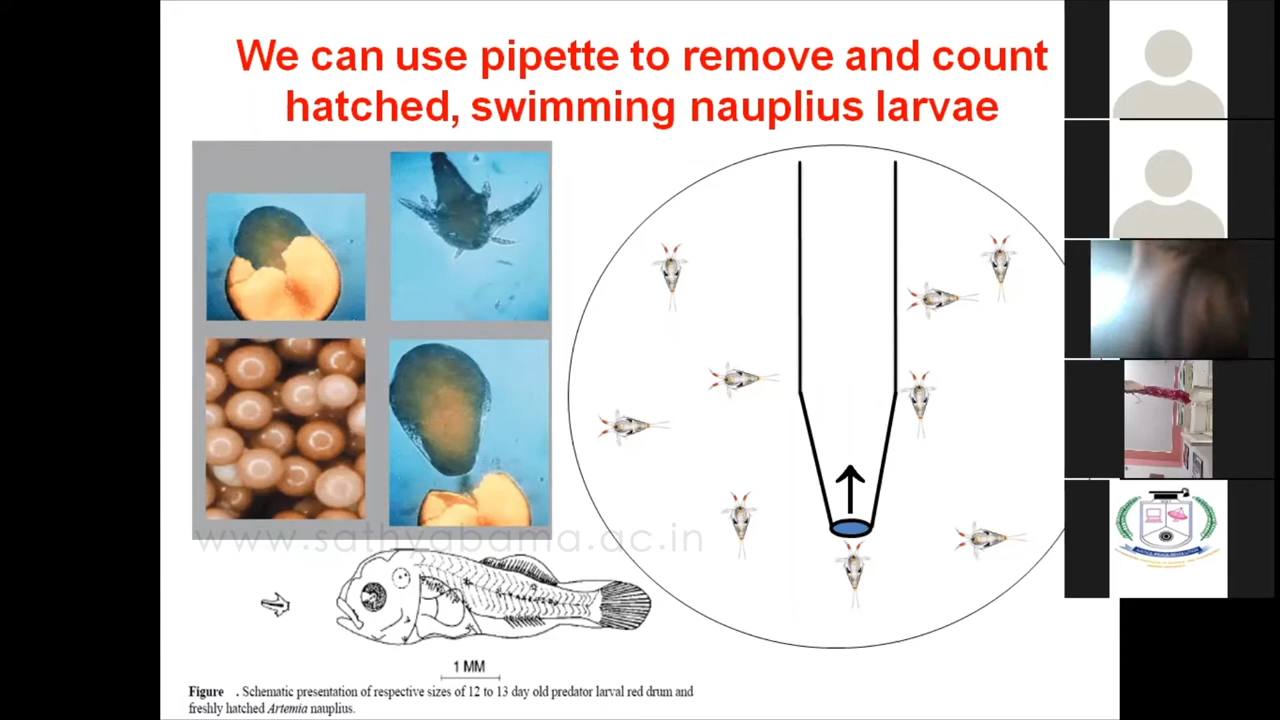 We can use pipette to remove and count
hatched, swimming nauplius larvae
www.sathyabama.ac.in
1 MM
Figure . Schematic presentation of respective sizes of 12 to 13 day old predator larval red drum and
freshly hatched Artemia nauplius.